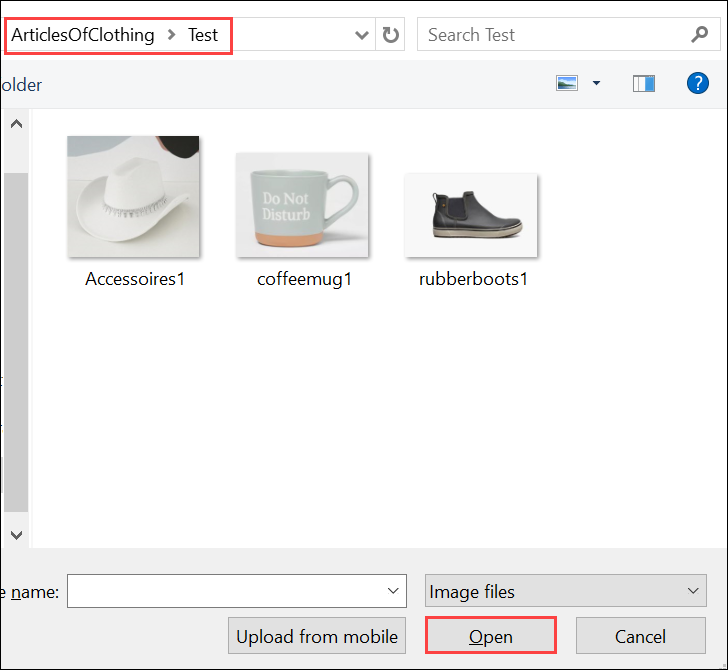 ArticlesOfClothing > Test
Search Test
older
?
Do Not
Disturb
Accessoires1
coffeemug1
rubberboots1
e name:
Image files
Upload from mobile
Open
Cancel